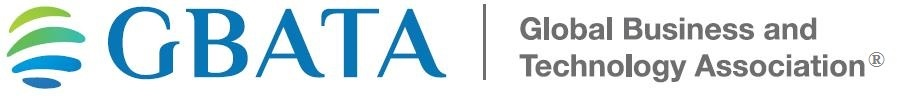 GBATA
Global Business and
Technology Association®